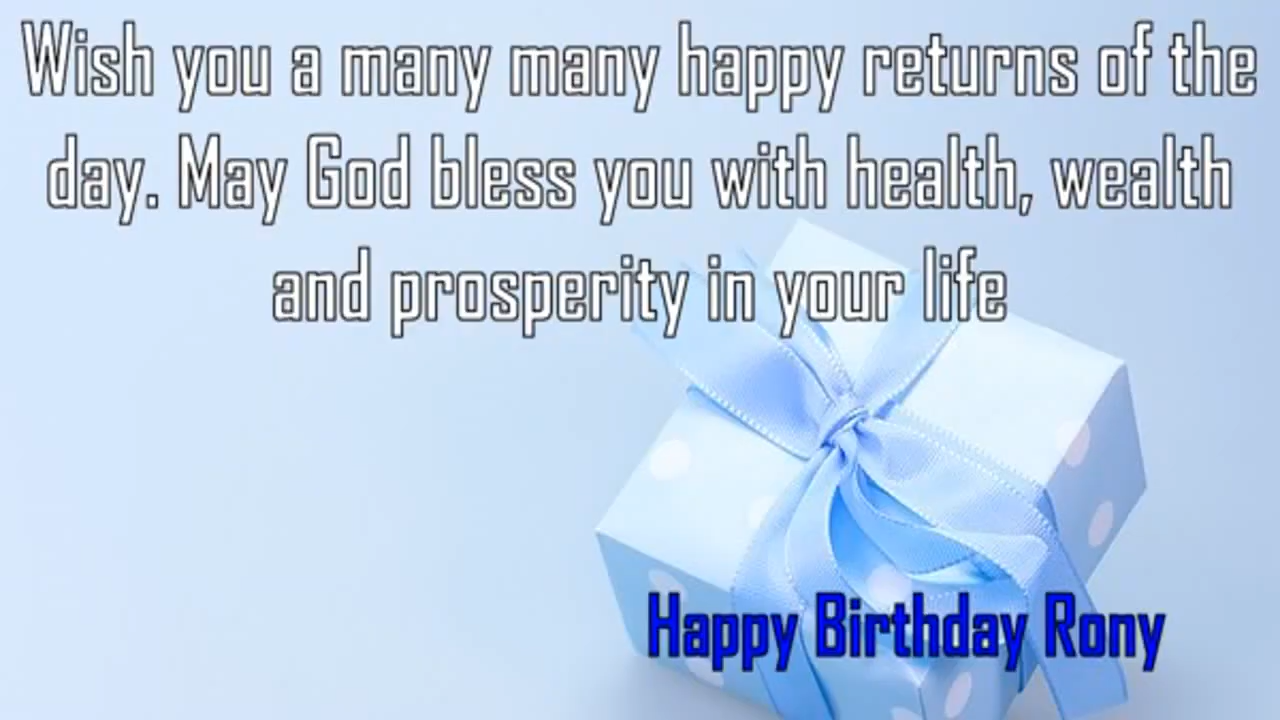 Wish you a many many happy returns of the
day. May God bless you with health, wealth
and prosperity in your life
Happy Birthday Rony